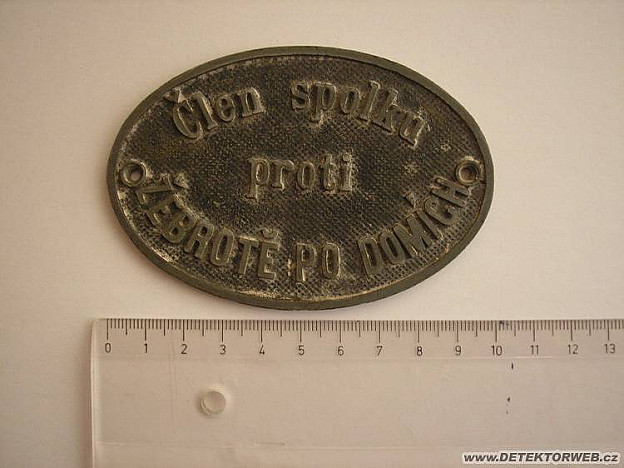 Člen spolku
proti
ŽEBROTĚ PO DOMÍCH
0 1 2 3 4 5 6 7 8 9 10 11 12 13
www.DETEKTORWEB.cz